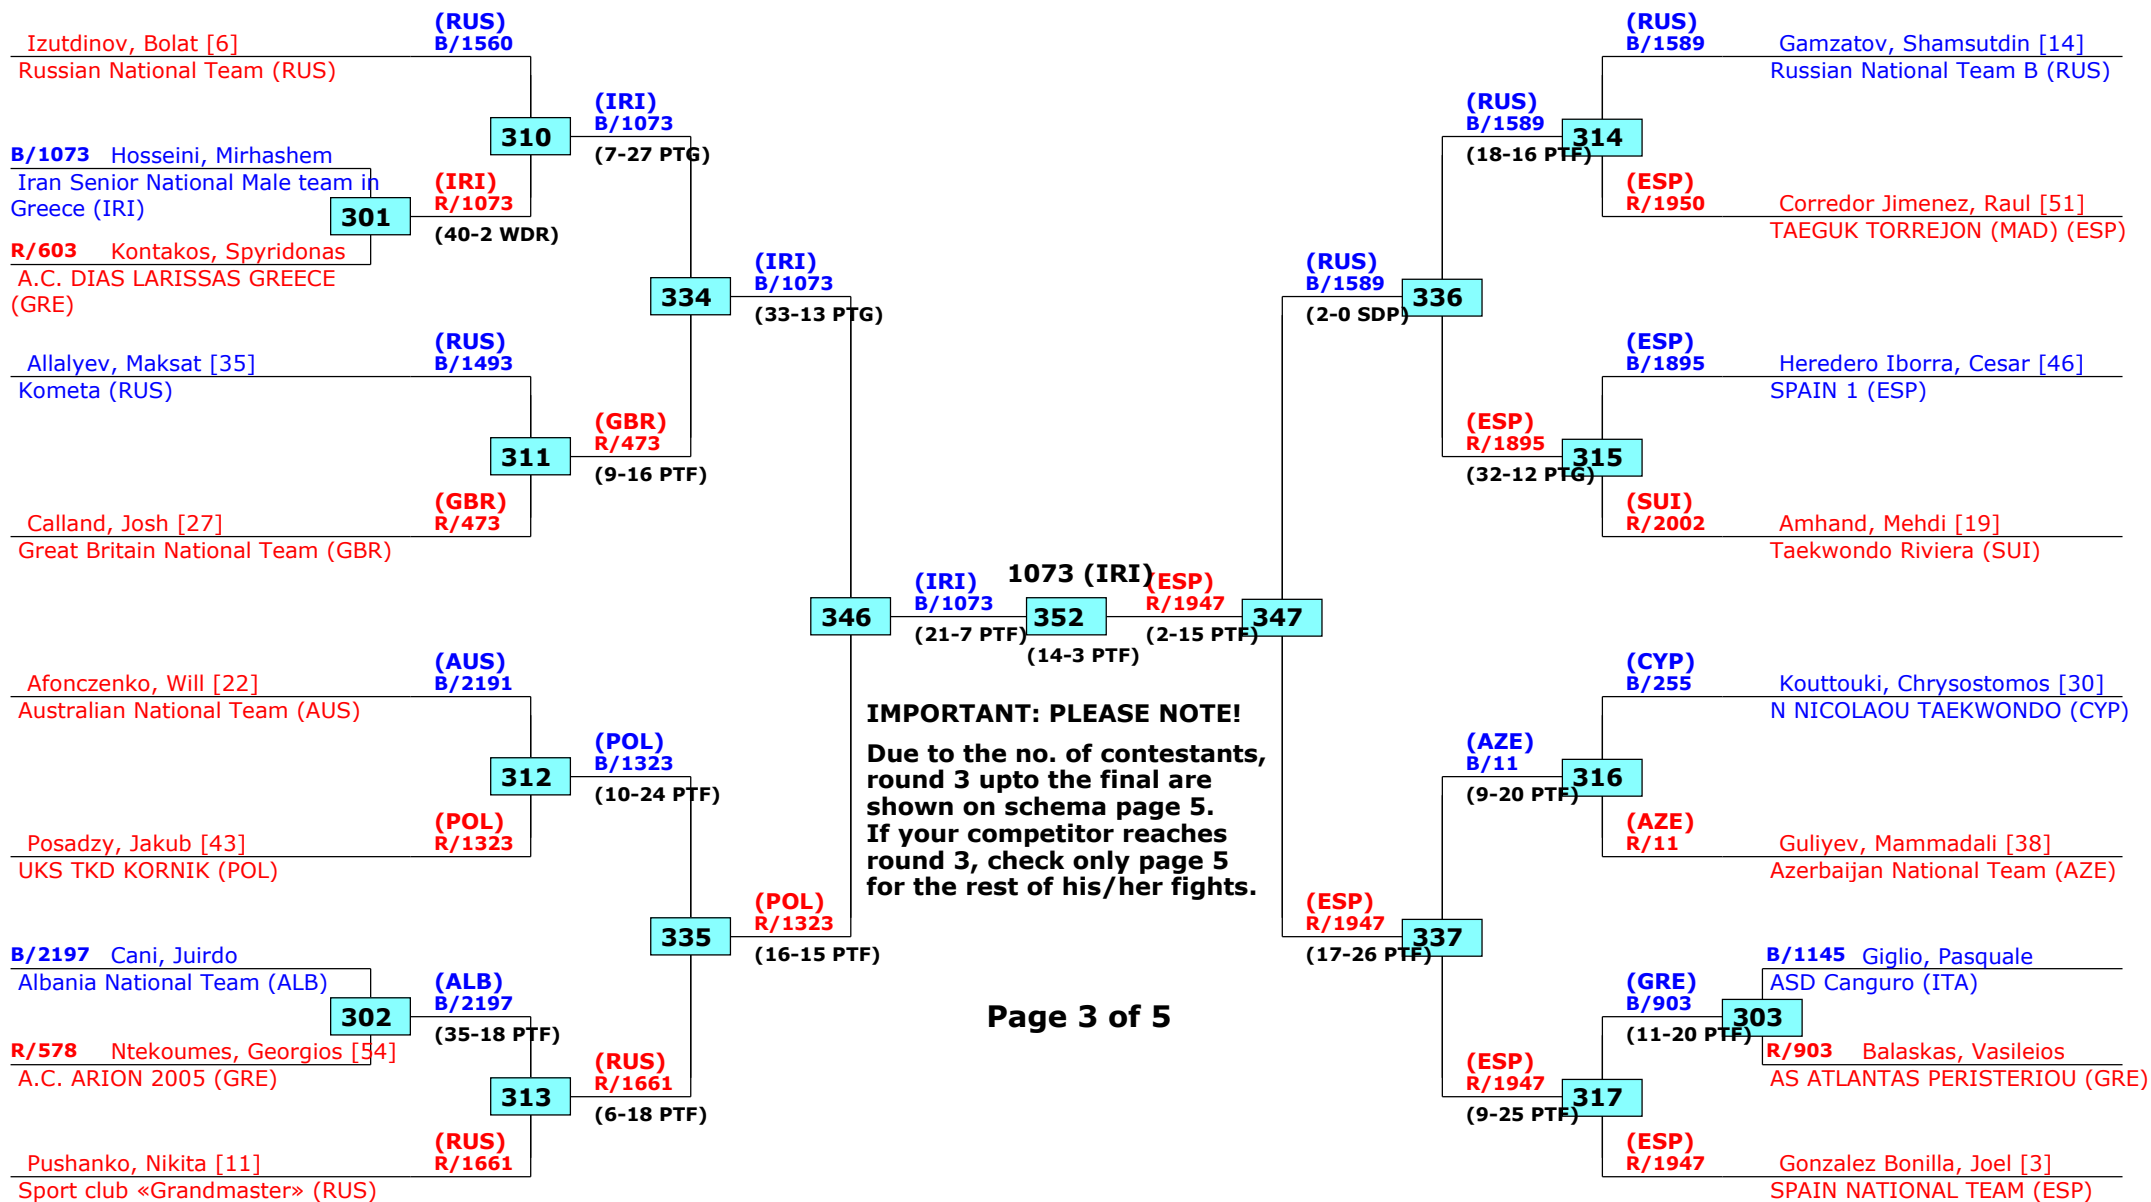 (RUS)
B/1560
Izutdinov, Bolat [6]
Russian National Team (RUS)
(IRI)
B/1073
310
(7-27 PTG)
B/1073 Hosseini, Mirhashem
Iran Senior National Male team in
Greece (IRI)
(IRI)
R/1073
301
(40-2 WDR)
R/603 Kontakos, Spyridonas
A.C. DIAS LARISSAS GREECE
(GRE)
(IRI)
B/1073
334
(33-13 PTG)
(RUS)
B/1493
Allalyev, Maksat [35]
Kometa (RUS)
(GBR)
R/473
311
(9-16 PTF)
(GBR)
R/473
Calland, Josh [27]
Great Britain National Team (GBR)
346
(IRI)
B/1073
(21-7 PTF)
1073 (IRI)
352
(14-3 PTF)
(ESP)
R/1947
(2-15 PTF)
347
(AUS)
B/2191
Afonczenko, Will [22]
Australian National Team (AUS)
(POL)
B/1323
312
(10-24 PTF)
(POL)
R/1323
Posadzy, Jakub [43]
UKS TKD KORNIK (POL)
(POL)
R/1323
335
(16-15 PTF)
B/2197 Cani, Juirdo
Albania National Team (ALB)
(ALB)
B/2197
302
(35-18 PTF)
R/578 Ntekoumes, Georgios [54]
A.C. ARION 2005 (GRE)
(RUS)
R/1661
313
(6-18 PTF)
(RUS)
R/1661
Pushanko, Nikita [11]
Sport club «Grandmaster» (RUS)
IMPORTANT: PLEASE NOTE!
Due to the no. of contestants,
round 3 upto the final are
shown on schema page 5.
If your competitor reaches
round 3, check only page 5
for the rest of his/her fights.
Page 3 of 5
(RUS)
B/1589
Gamzatov, Shamsutdin [14]
Russian National Team B (RUS)
(RUS)
B/1589
314
(18-16 PTF)
(ESP)
R/1950
Corredor Jimenez, Raul [51]
TAEGUK TORREJON (MAD) (ESP)
(RUS)
B/1589
336
(2-0 SDP)
(ESP)
B/1895
Heredero Iborra, Cesar [46]
SPAIN 1 (ESP)
(ESP)
R/1895
315
(32-12 PTG)
(SUI)
R/2002
Amhand, Mehdi [19]
Taekwondo Riviera (SUI)
(CYP)
B/255
Kouttouki, Chrysostomos [30]
N NICOLAOU TAEKWONDO (CYP)
(AZE)
B/11
316
(9-20 PTF)
(AZE)
R/11
Guliyev, Mammadali [38]
Azerbaijan National Team (AZE)
(ESP)
R/1947
337
(17-26 PTF)
B/1145 Giglio, Pasquale
ASD Canguro (ITA)
(GRE)
B/903
303
(11-20 PTF)
R/903 Balaskas, Vasileios
AS ATLANTAS PERISTERIOU (GRE)
(ESP)
R/1947
317
(9-25 PTF)
(ESP)
R/1947
Gonzalez Bonilla, Joel [3]
SPAIN NATIONAL TEAM (ESP)